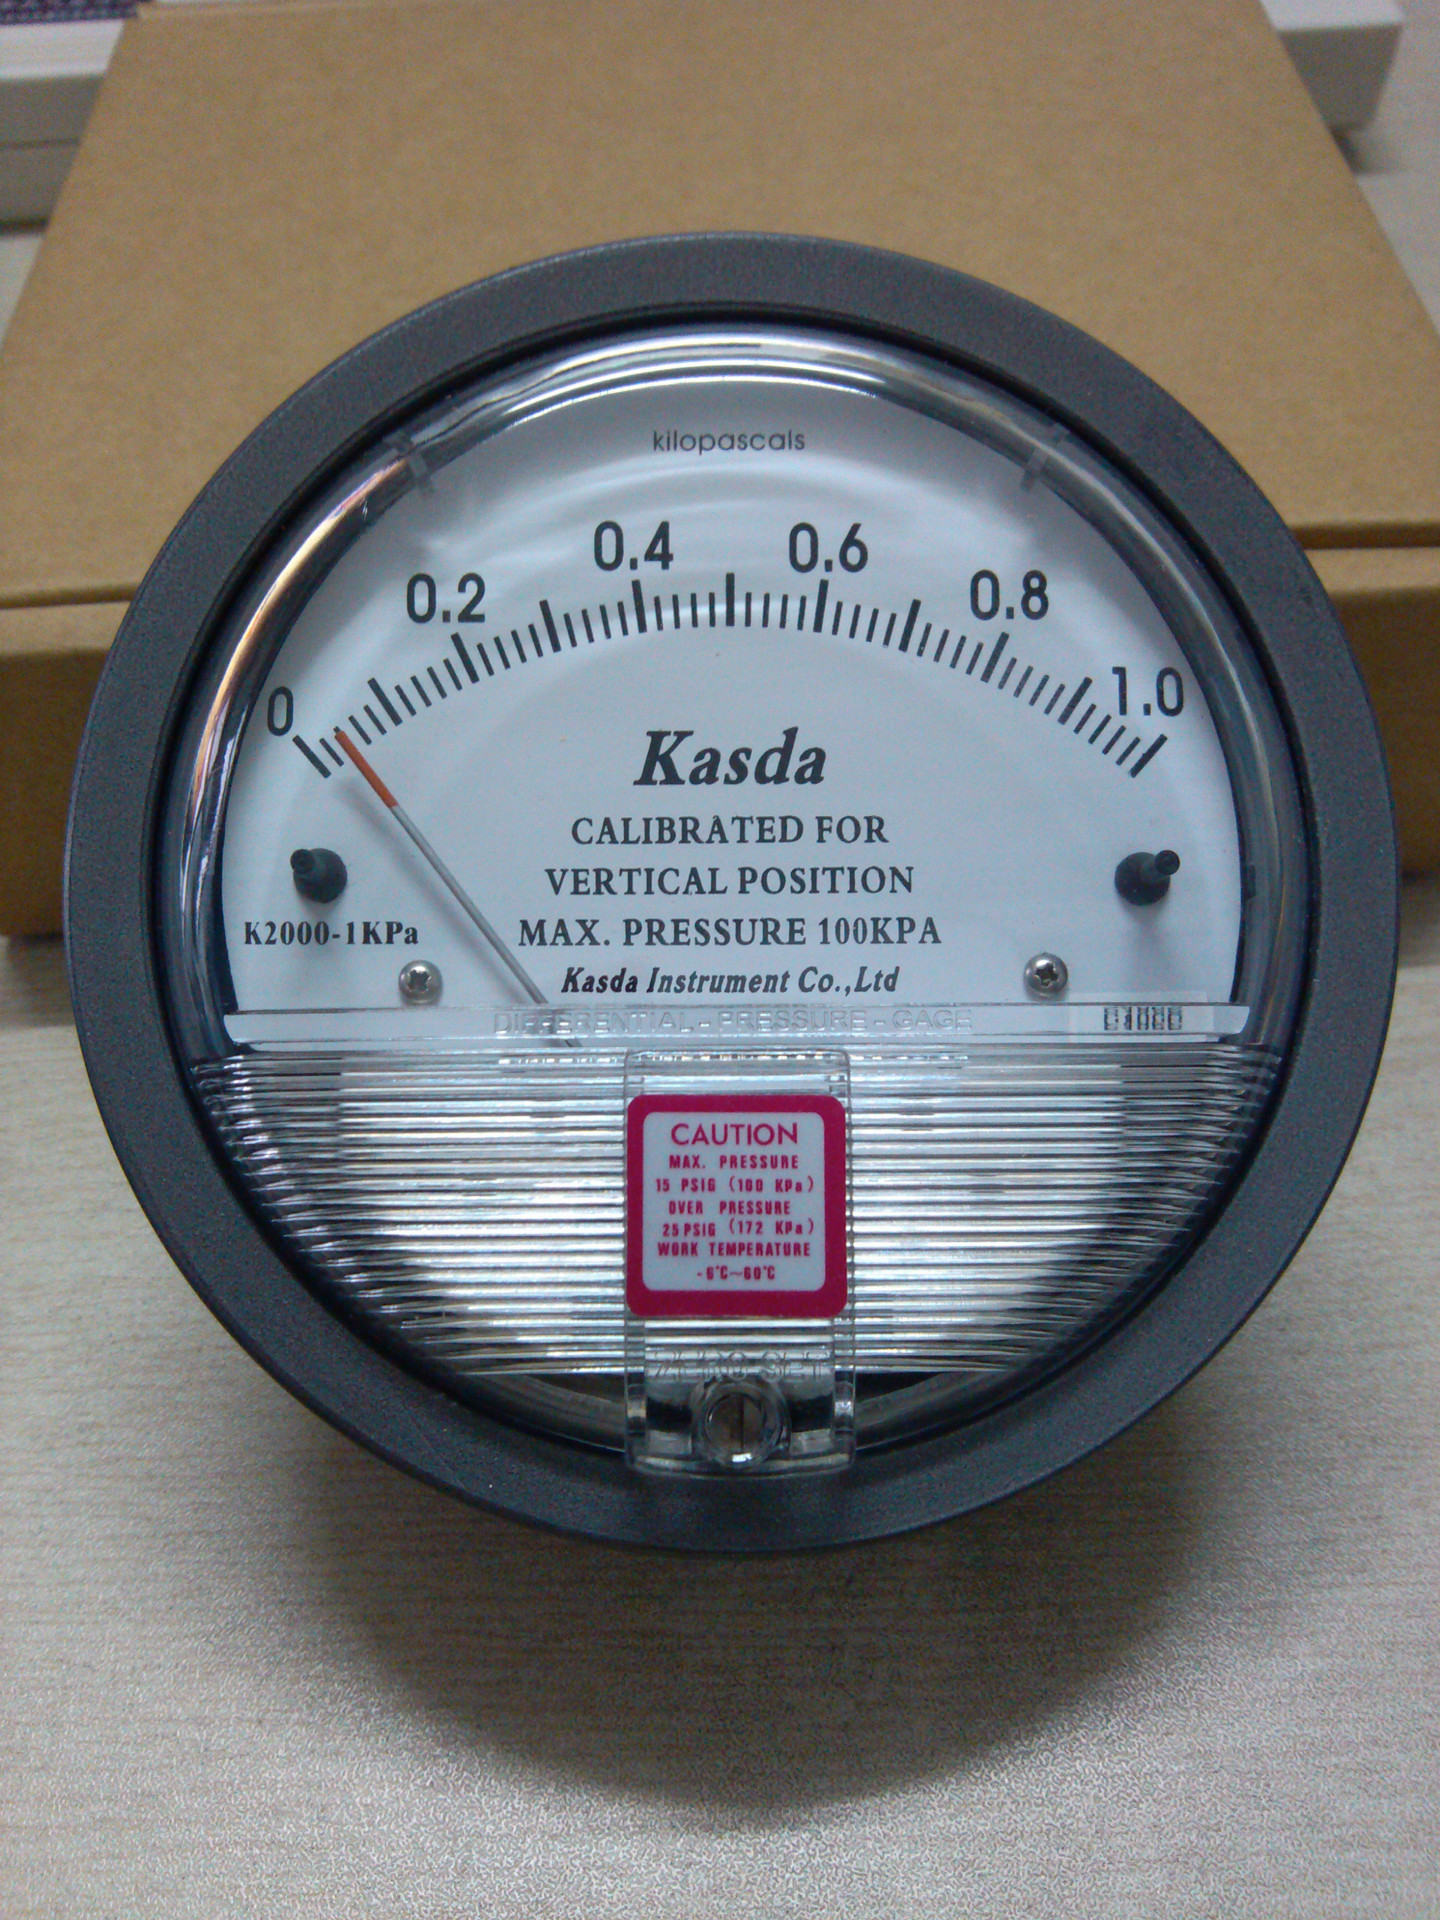 kilopascals
0 0.2 0.4 0.6 0.8 1.0
Kasda
CALIBRATED FOR
VERTICAL POSITION
K2000-1KPa
MAX. PRESSURE 100KPA
Kasda Instrument Co.,Ltd
DIFFERENTIAL-PRESSURE-GAGE
CAUTION
MAX. PRESSURE
15 PSIG (100 KPa)
OVER PRESSURE
25PSIG (172 KPa)
WORK TEMPERATURE
-6℃~60℃
ZERO-SET